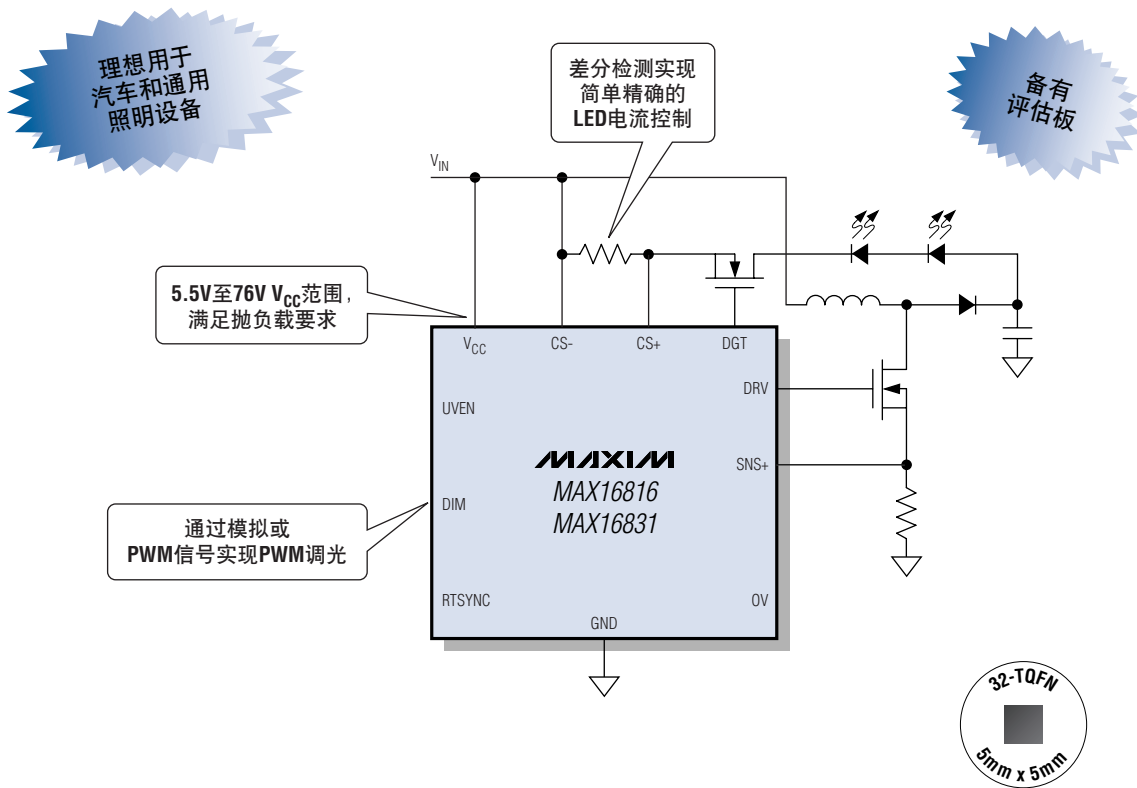 理想用于
汽车和通用
照明设备
差分检测实现
简单精确的
LED电流控制
备有
评估板
VIN
5.5V至76V VCC范围，
满足抛负载要求
VCC
CS-
CS+
DGT
UVEN
DRV
MAXIM
MAX16816
MAX16831
SNS+
DIM
通过模拟或
PWM信号实现PWM调光
RTSYNC
OV
GND
32-TQFN
5mm x 5mm